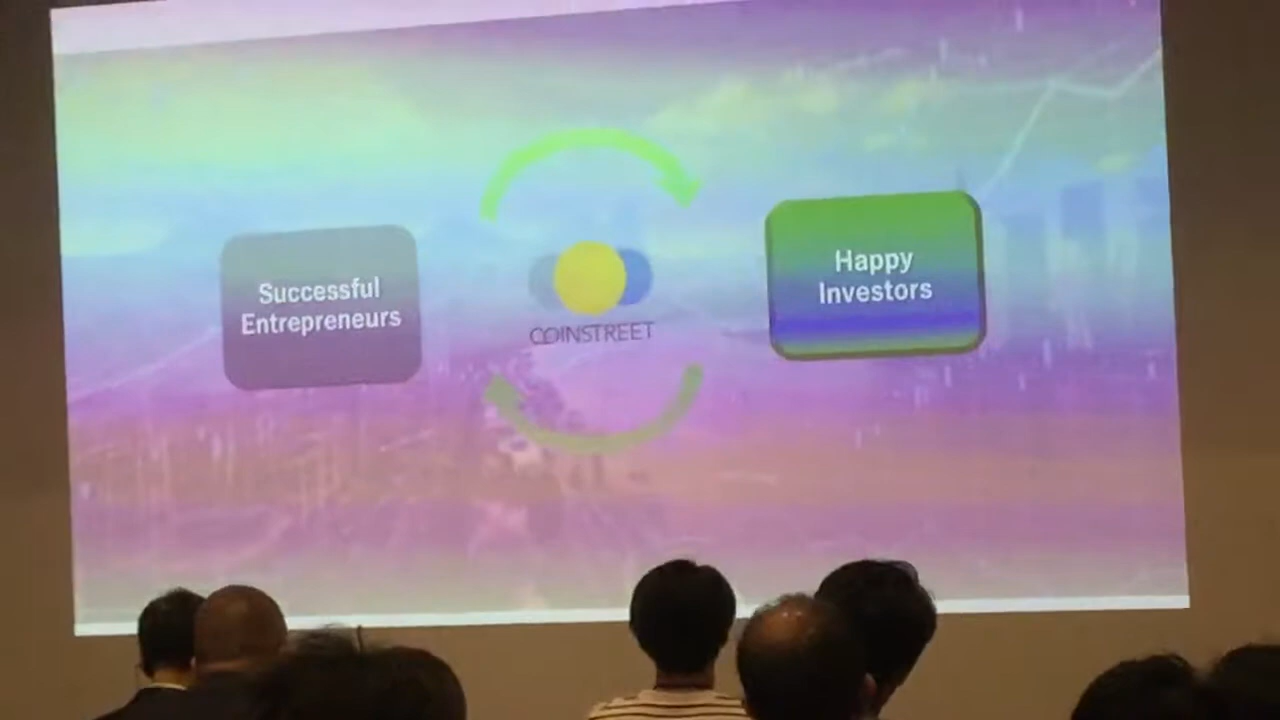 Successful
Entrepreneurs
COINSTREET
Happy
Investors